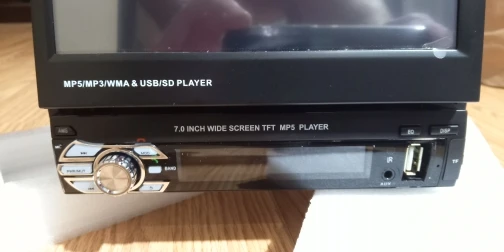 MP5/MP3/WMA & USB/SD PLAYER
7.0 INCH WIDE SCREEN TFT MP5 PLAYER
EQ DISP
BAND
IR
TF
AUX